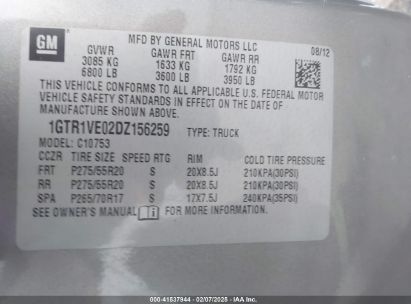 GM
MFD BY GENERAL MOTORS LLC
08/12
GVWR GAWR FRT GAWR RR
3085 KG 1633 KG 1792 KG
6800 LB 3600 LB 3950 LB
THIS VEHICLE CONFORMS TO ALL APPLICABLE U.S. FEDERAL MOTOR
VEHICLE SAFETY STANDARDS IN EFFECT ON THE DATE OF
MANUFACTURE SHOWN ABOVE.
1GTR1VE02DZ156259 TYPE: TRUCK
MODEL: C10753
CCZR TIRE SIZE SPEED RTG RIM COLD TIRE PRESSURE
FRT P275/55R20 S 20X8.5J 210KPA(30PSI)
RR P275/55R20 S 20X8.5J 210KPA(30PSI)
SPA P265/70R17 S 17X7.5J 240KPA(35PSI)
SEE OWNER'S MANUAL FOR MORE INFORMATION.
IAA 41537944 02/07/2025 IAAI.COM